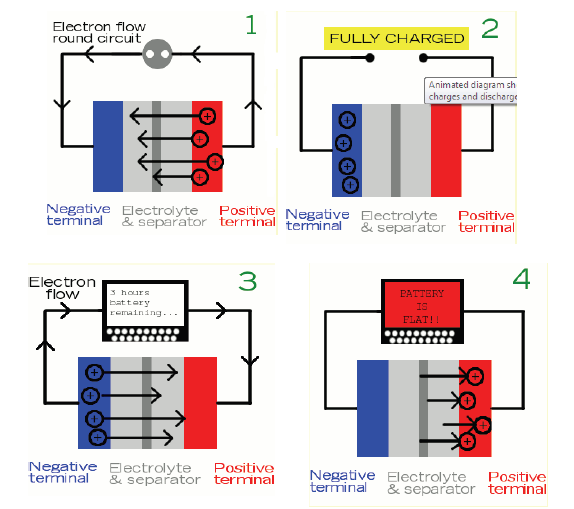 Electron flow
round circuit
1
+
+
+
+
Negative
terminal
Electrolyte
& separator
Positive
terminal
2
FULLY CHARGED
Animated diagram sh
charges and discharge
+
+
+
+
Negative
terminal
Electrolyte
& separator
Positive
terminal
3
Electron
flow
3 hours
battery
remaining...
+
+
+
+
Negative
terminal
Electrolyte
& separator
Positive
terminal
4
BATTERY
IS
FLAT!!
+
+
+
+
Negative
terminal
Electrolyte
& separator
Positive
terminal